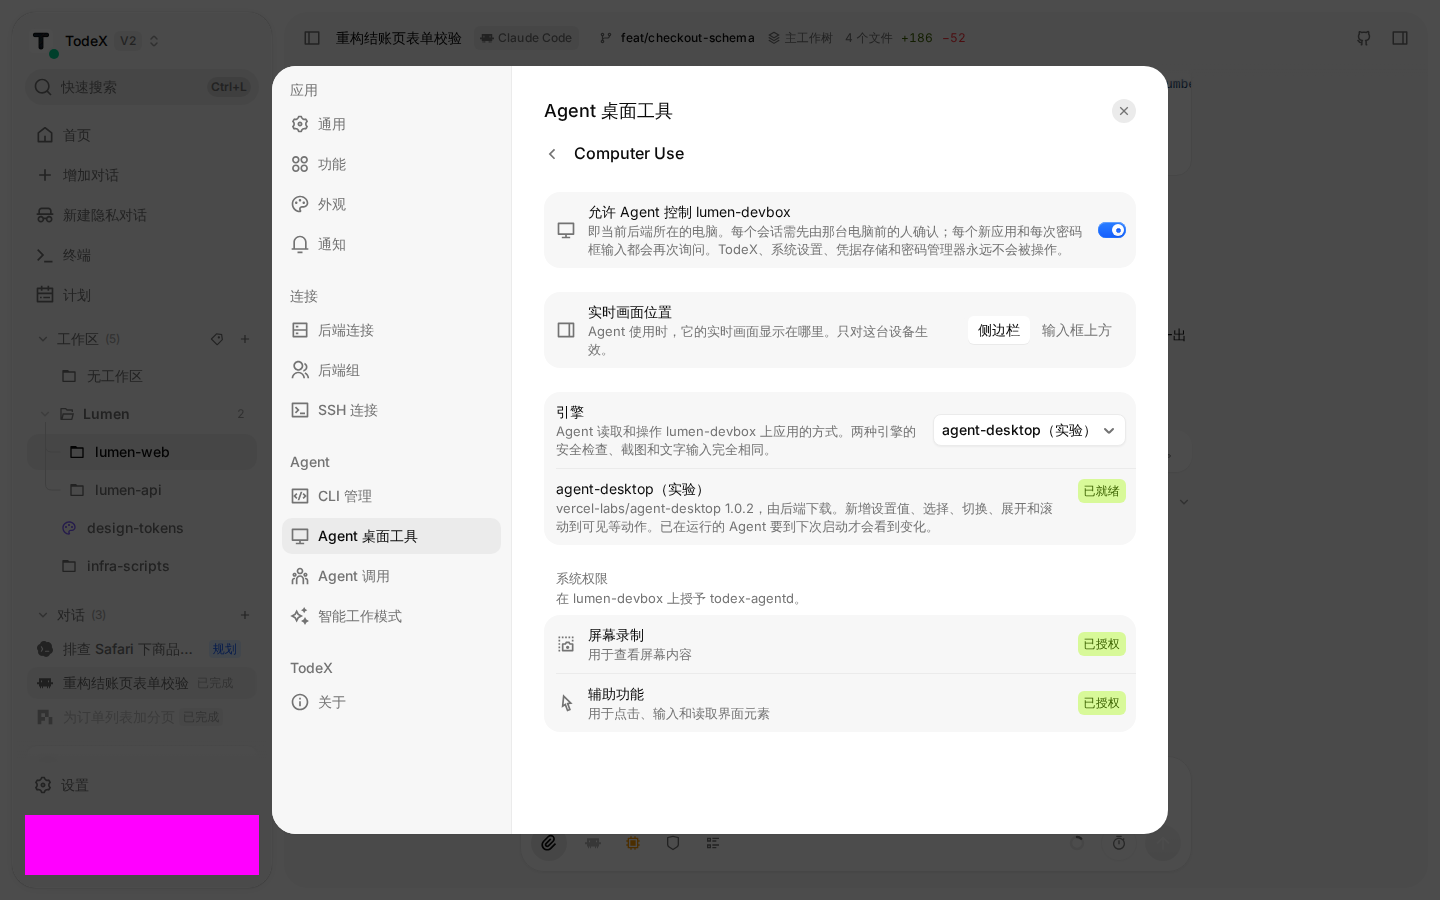 TodeX V2
快速搜索 Ctrl+L
首页
增加对话
新建隐私对话
终端
计划
工作区 (5)
无工作区
Lumen 2
lumen-web
lumen-api
design-tokens
infra-scripts
对话 (3)
排查 Safari 下商品... 规划
重构结账页表单校验 已完成
为订单列表加分页 已完成
设置
重构结账页表单校验 Claude Code feat/checkout-schema 主工作树 4 个文件 +186 −52
应用
通用
功能
外观
通知
连接
后端连接
后端组
SSH 连接
Agent
CLI 管理
Agent 桌面工具
Agent 调用
智能工作模式
TodeX
关于
Agent 桌面工具
Computer Use
允许 Agent 控制 lumen-devbox
即当前后端所在的电脑。每个会话需先由那台电脑前的人确认；每个新应用和每次密码
框输入都会再次询问。TodeX、系统设置、凭据存储和密码管理器永远不会被操作。
实时画面位置
Agent 使用时，它的实时画面显示在哪里。只对这台设备生
效。
侧边栏 输入框上方
引擎
Agent 读取和操作 lumen-devbox 上应用的方式。两种引擎的
安全检查、截图和文字输入完全相同。
agent-desktop（实验）
agent-desktop（实验）
vercel-labs/agent-desktop 1.0.2，由后端下载。新增设置值、选择、切换、展开和滚
动到可见等动作。已在运行的 Agent 要到下次启动才会看到变化。
已就绪
系统权限
在 lumen-devbox 上授予 todex-agentd。
屏幕录制
用于查看屏幕内容
已授权
辅助功能
用于点击、输入和读取界面元素
已授权